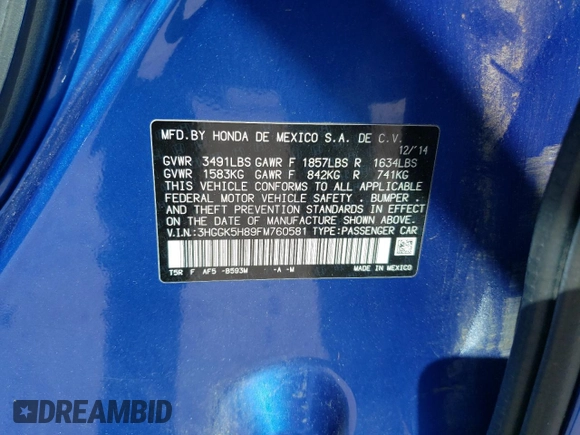 MFD.BY HONDA DE MEXICO S.A. DE C.V.
12/'14
GVWR 3491LBS GAWR F 1857LBS R 1634LBS
GVWR 1583KG GAWR F 842KG R 741KG
THIS VEHICLE CONFORMS TO ALL APPLICABLE
FEDERAL MOTOR VEHICLE SAFETY , BUMPER ,
AND THEFT PREVENTION STANDARDS IN EFFECT
ON THE DATE OF MANUFACTURE SHOWN ABOVE.
V.I.N:3HGGK5H89FM760581 TYPE:PASSENGER CAR
T5R F AF5 -B593M -A -M MADE IN MEXICO
DREAMBID